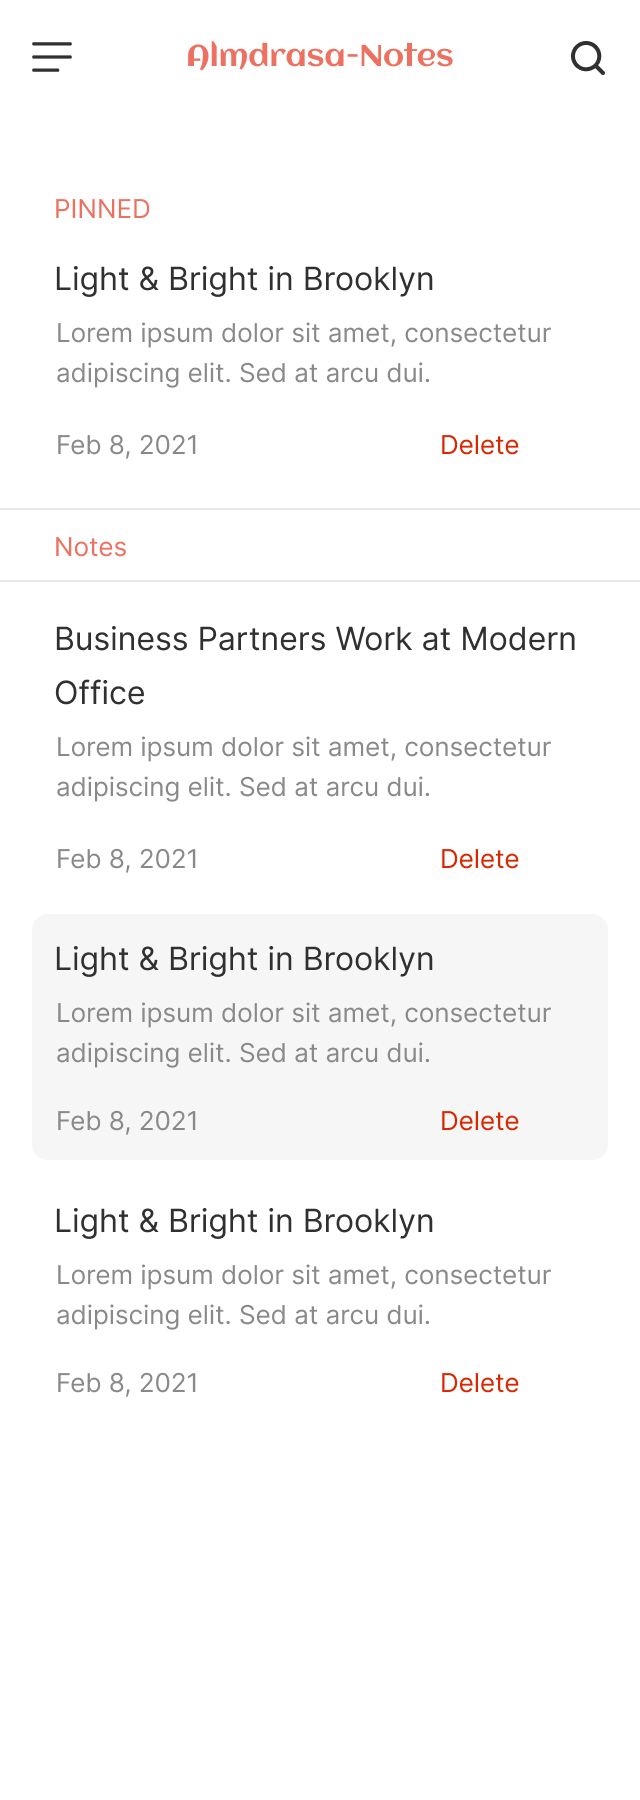 Almdrasa-Notes
PINNED
Light & Bright in Brooklyn
Lorem ipsum dolor sit amet, consectetur
adipiscing elit. Sed at arcu dui.
Feb 8, 2021 Delete
Notes
Business Partners Work at Modern
Office
Lorem ipsum dolor sit amet, consectetur
adipiscing elit. Sed at arcu dui.
Feb 8, 2021 Delete
Light & Bright in Brooklyn
Lorem ipsum dolor sit amet, consectetur
adipiscing elit. Sed at arcu dui.
Feb 8, 2021 Delete
Light & Bright in Brooklyn
Lorem ipsum dolor sit amet, consectetur
adipiscing elit. Sed at arcu dui.
Feb 8, 2021 Delete